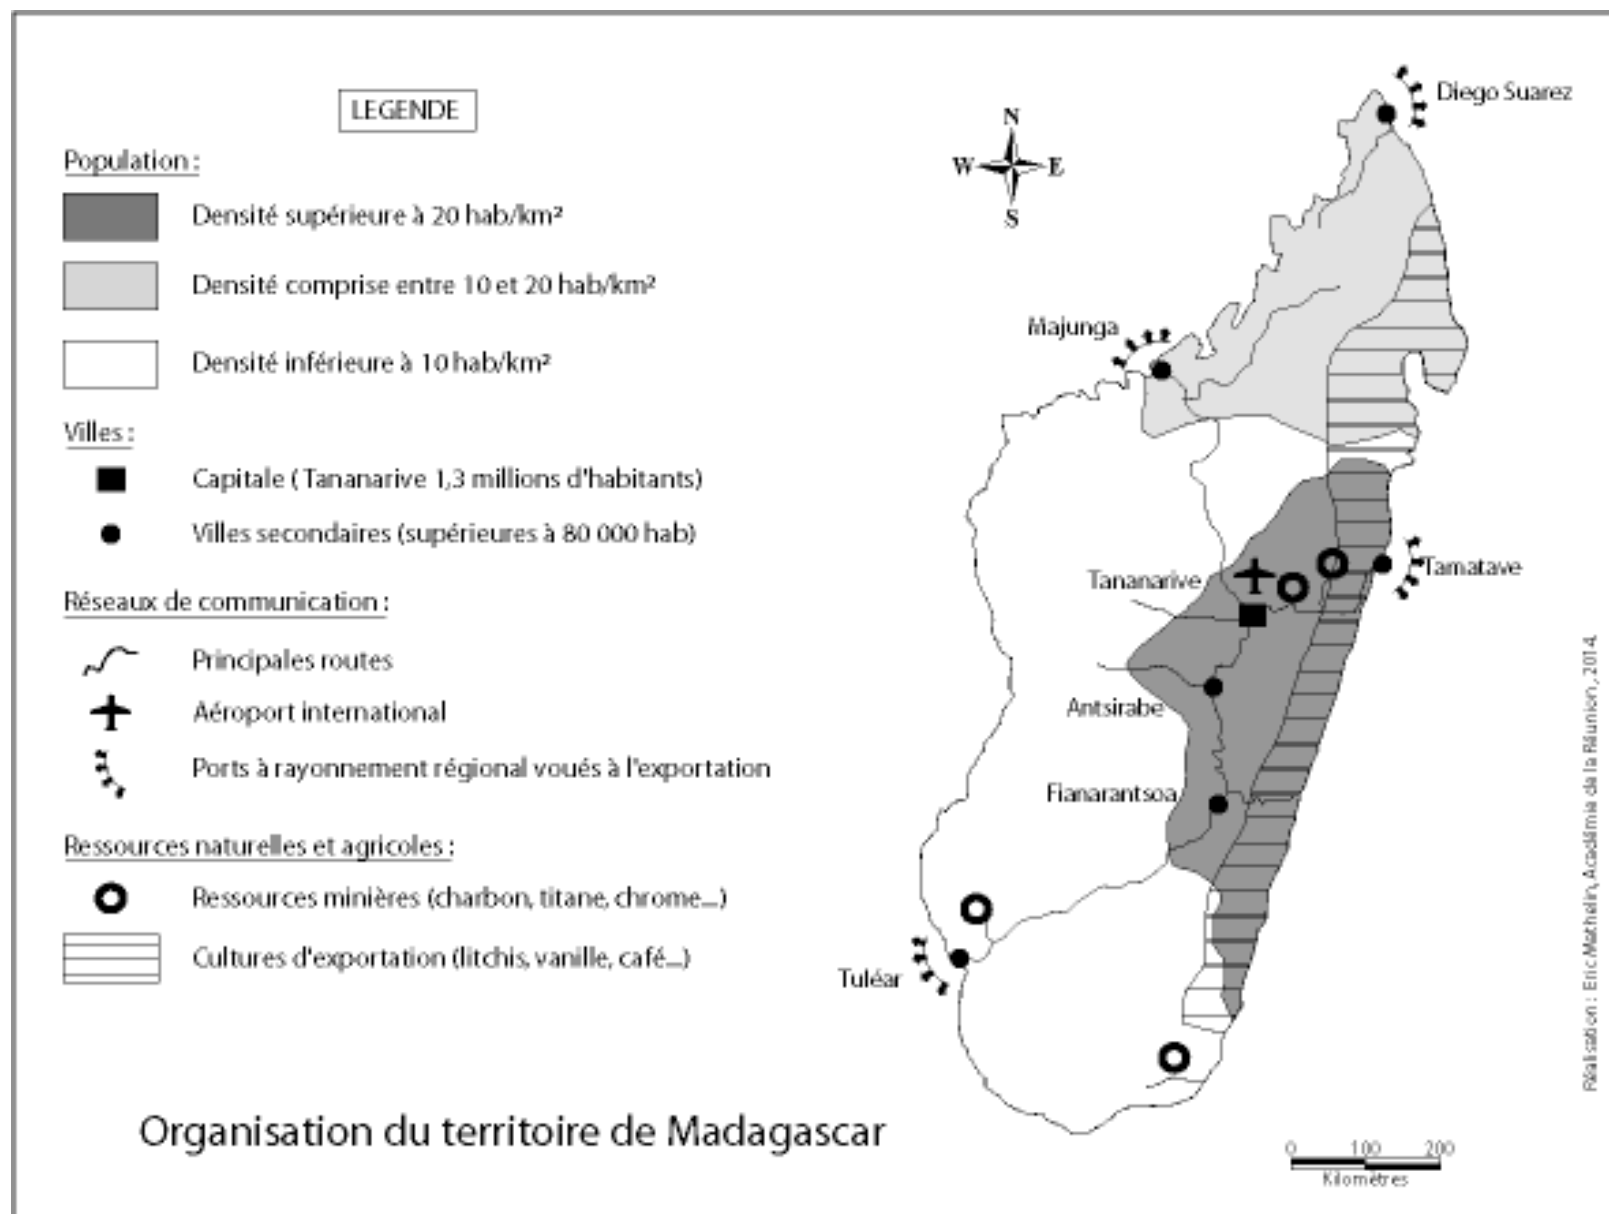 LEGENDE
Population :
Densité supérieure à 20 hab/km²
Densité comprise entre 10 et 20 hab/km²
Densité inférieure à 10 hab/km²
Villes :
Capitale ( Tananarive 1,3 millions d'habitants)
Villes secondaires (supérieures à 80 000 hab)
Réseaux de communication :
Principales routes
Aéroport international
Ports à rayonnement régional voués à l'exportation
Ressources naturelles et agricoles :
Ressources minières (charbon, titane, chrome...)
Cultures d'exportation (litchis, vanille, café...)
Organisation du territoire de Madagascar
N
W E
S
Diego Suarez
Majunga
Tananarive
Tamatave
Antsirabe
Fianarantsoa
Tuléar
0 100 200
Kilomètres
Réalisation : Eric Mathelin, Académie de la Réunion, 2014.